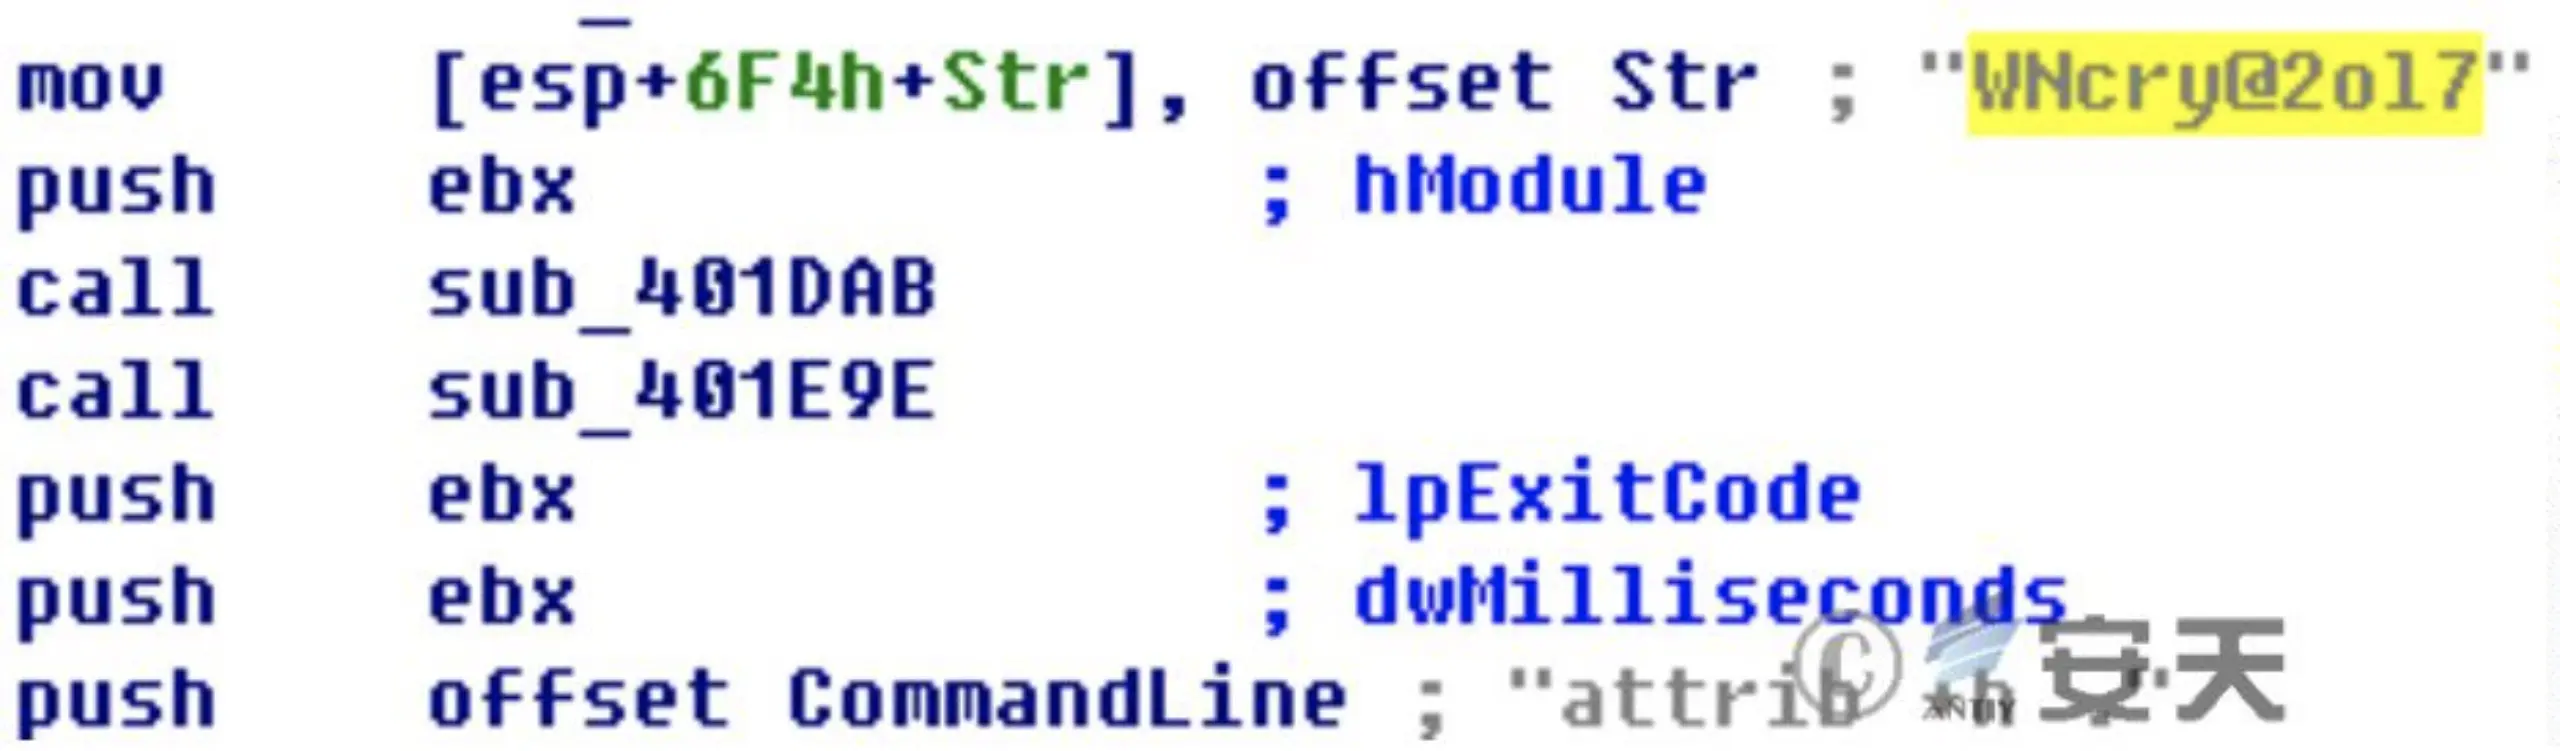 mov [esp+6F4h+Str], offset Str ; "WNcry@2ol7"
push ebx ; hModule
call sub_401DAB
call sub_401E9E
push ebx ; lpExitCode
push ebx ; dwMilliseconds
push offset CommandLine ; "attrib +h ."
© ANTIY 安天